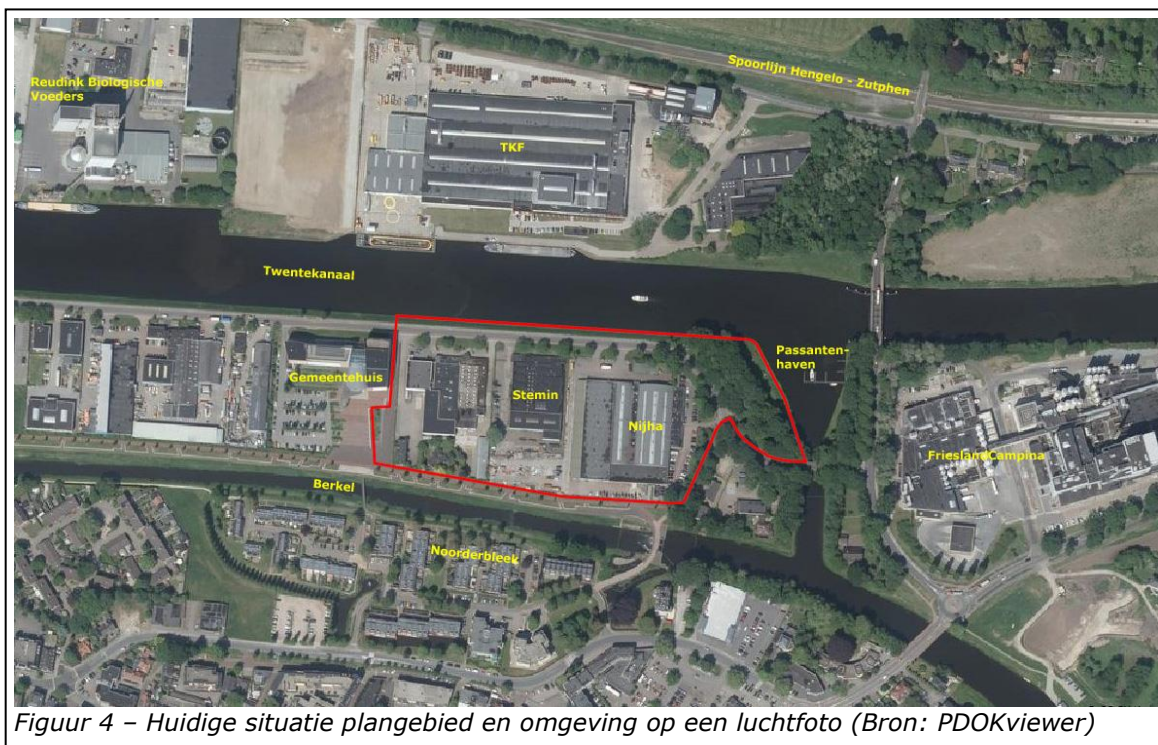 Spoorlijn Hengelo - Zutphen
Reudink Biologische
Voeders
TKF
Twentekanaal
Passanten-
haven
Gemeentehuis
Stemin
Nijha
FrieslandCampina
Berkel
Noorderbleek
Figuur 4 – Huidige situatie plangebied en omgeving op een luchtfoto (Bron: PDOKviewer)